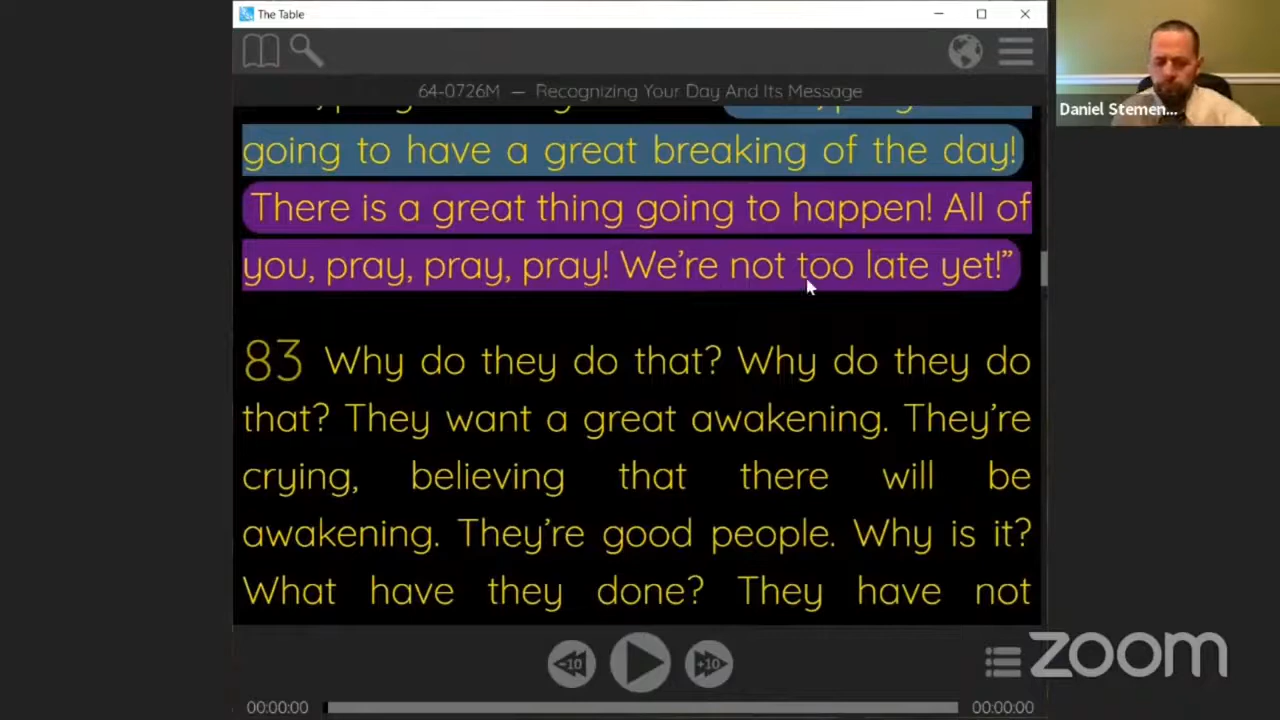 The Table
64-0726M — Recognizing Your Day And Its Message
going to have a great breaking of the day!
There is a great thing going to happen! All of
you, pray, pray, pray! We’re not too late yet!”
83 Why do they do that? Why do they do
that? They want a great awakening. They’re
crying, believing that there will be
awakening. They’re good people. Why is it?
What have they done? They have not
-10
+10
00:00:00
00:00:00
Daniel Stemen...
zoom